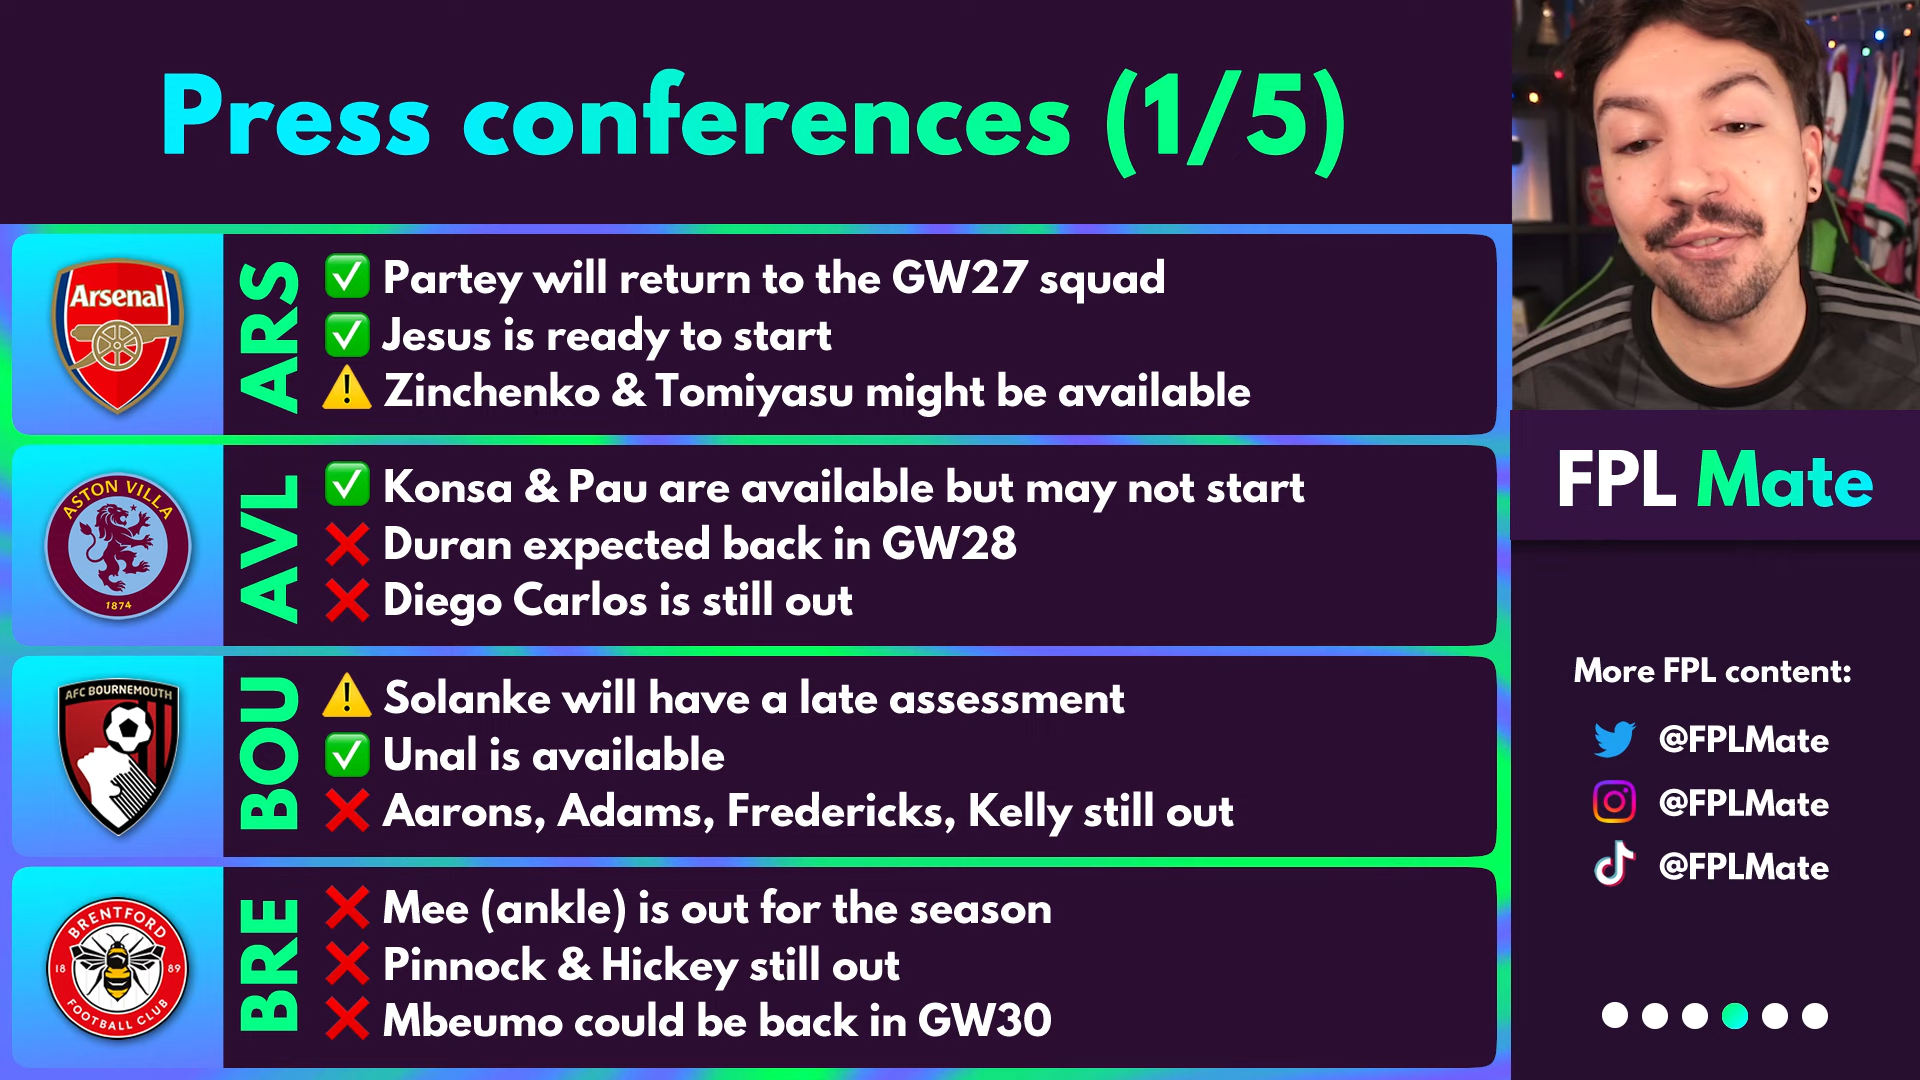 Press conferences (1/5)
Arsenal
ARS
✅ Partey will return to the GW27 squad
✅ Jesus is ready to start
⚠️ Zinchenko & Tomiyasu might be available
ASTON VILLA
1874
AVL
✅ Konsa & Pau are available but may not start
❌ Duran expected back in GW28
❌ Diego Carlos is still out
AFC BOURNEMOUTH
BOU
⚠️ Solanke will have a late assessment
✅ Unal is available
❌ Aarons, Adams, Fredericks, Kelly still out
BRENTFORD
18 89
FOOTBALL CLUB
BRE
❌ Mee (ankle) is out for the season
❌ Pinnock & Hickey still out
❌ Mbeumo could be back in GW30
FPL Mate
More FPL content:
@FPLMate
@FPLMate
@FPLMate